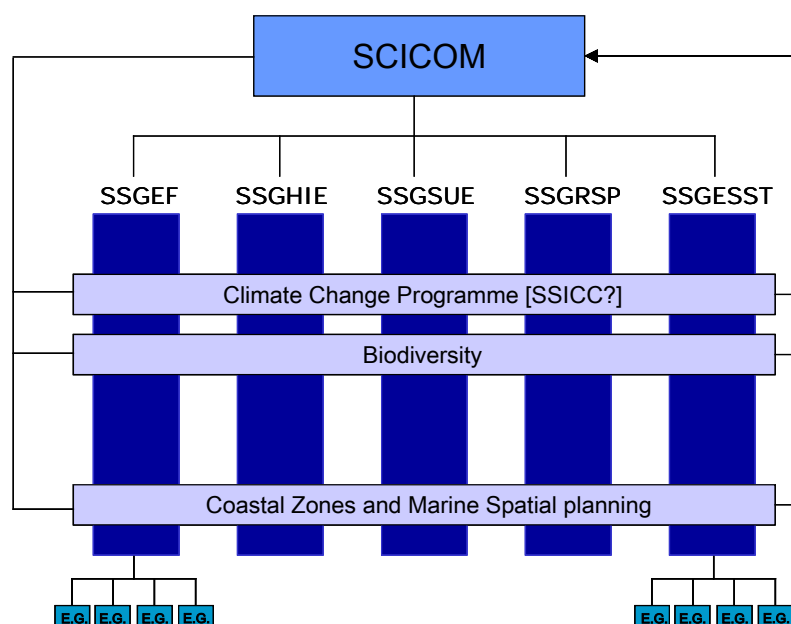 SCICOM
SSGEF SSGHIE SSGSUE SSGRSP SSGESST
Climate Change Programme [SSICC?]
Biodiversity
Coastal Zones and Marine Spatial planning
E.G. E.G. E.G. E.G. E.G. E.G. E.G. E.G.